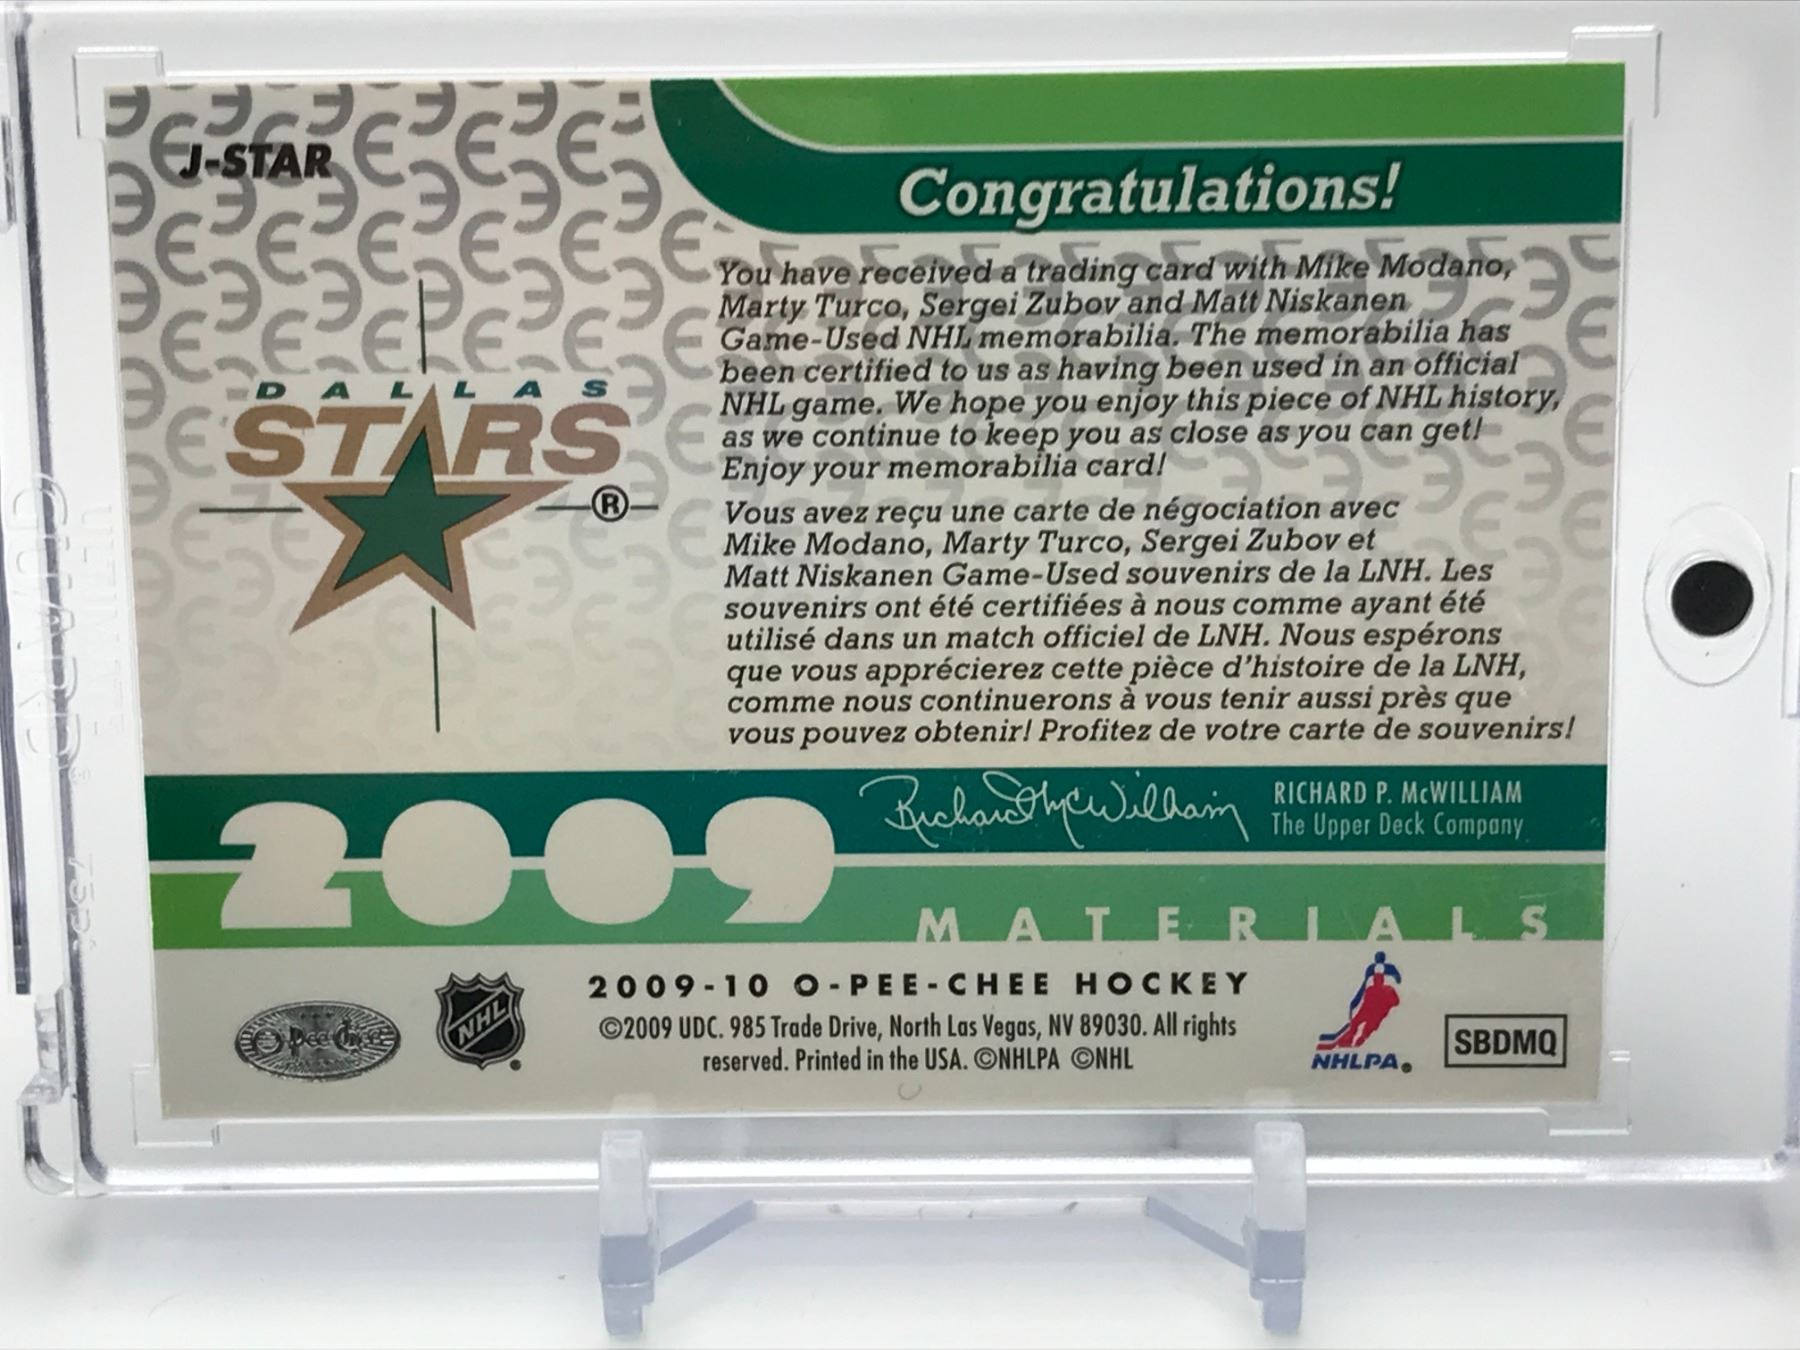 J-STAR
Congratulations!
You have received a trading card with Mike Modano,
Marty Turco, Sergei Zubov and Matt Niskanen
Game-Used NHL memorabilia. The memorabilia has
been certified to us as having been used in an official
NHL game. We hope you enjoy this piece of NHL history,
as we continue to keep you as close as you can get!
Enjoy your memorabilia card!
DALLAS
STARS
®
Vous avez reçu une carte de négociation avec
Mike Modano, Marty Turco, Sergei Zubov et
Matt Niskanen Game-Used souvenirs de la LNH. Les
souvenirs ont été certifiées à nous comme ayant été
utilisé dans un match officiel de LNH. Nous espérons
que vous apprécierez cette pièce d'histoire de la LNH,
comme nous continuerons à vous tenir aussi près que
vous pouvez obtenir! Profitez de votre carte de souvenirs!
Richard McWilliam
RICHARD P. McWILLIAM
The Upper Deck Company
2009
MATERIALS
2009-10 O-PEE-CHEE HOCKEY
©2009 UDC. 985 Trade Drive, North Las Vegas, NV 89030. All rights
reserved. Printed in the USA. ©NHLPA ©NHL
O-Pee-Chee
NHL
NHLPA
SBDMQ